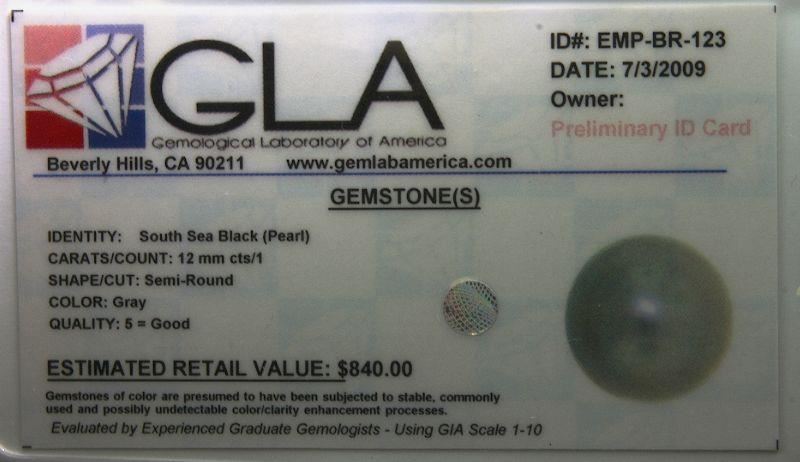 GLA
Gemological Laboratory of America
Beverly Hills, CA 90211 www.gemlabamerica.com
ID#: EMP-BR-123
DATE: 7/3/2009
Owner:
Preliminary ID Card
GEMSTONE(S)
IDENTITY: South Sea Black (Pearl)
CARATS/COUNT: 12 mm cts/1
SHAPE/CUT: Semi-Round
COLOR: Gray
QUALITY: 5 = Good
ESTIMATED RETAIL VALUE: $840.00
Gemstones of color are presumed to have been subjected to stable, commonly
used and possibly undetectable color/clarity enhancement processes.
Evaluated by Experienced Graduate Gemologists - Using GIA Scale 1-10